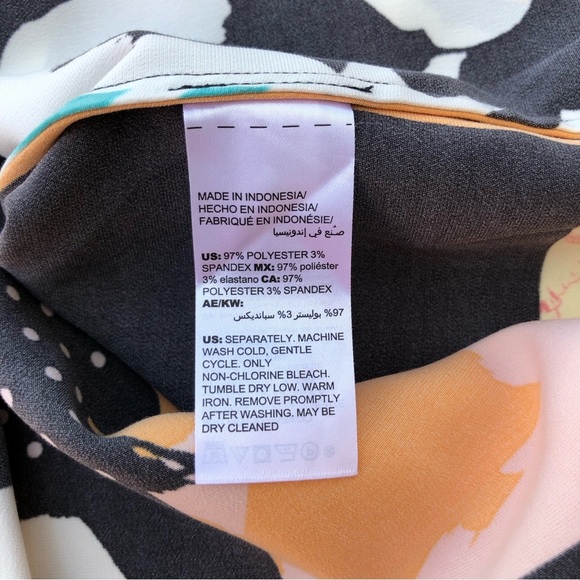 MADE IN INDONESIA/
HECHO EN INDONESIA/
FABRIQUÉ EN INDONÉSIE/
صُنع في إندونيسيا
US: 97% POLYESTER 3%
SPANDEX MX: 97% poliéster
3% elastano CA: 97%
POLYESTER 3% SPANDEX
AE/KW:
97% بوليستر 3% سباندیکس
US: SEPARATELY. MACHINE
WASH COLD, GENTLE
CYCLE. ONLY
NON-CHLORINE BLEACH.
TUMBLE DRY LOW. WARM
IRON. REMOVE PROMPTLY
AFTER WASHING. MAY BE
DRY CLEANED